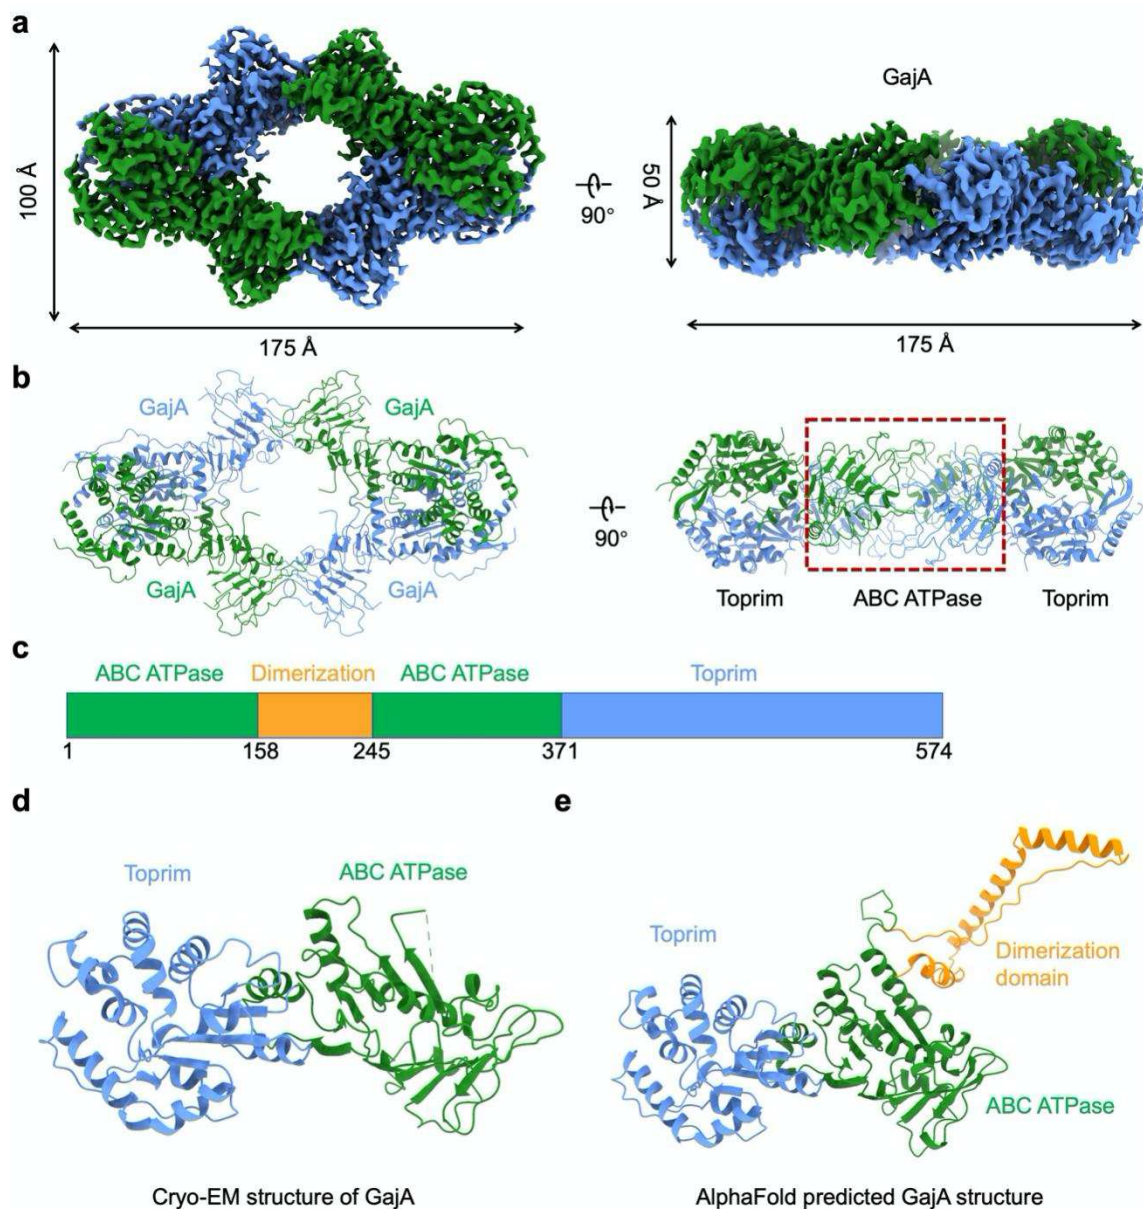 a
GajA
100 Å
50 Å
90°
175 Å
175 Å
b
GajA
GajA
GajA
GajA
90°
Toprim
ABC ATPase
Toprim
c
ABC ATPase
Dimerization
ABC ATPase
Toprim
1
158
245
371
574
d
Toprim
ABC ATPase
Cryo-EM structure of GajA
e
Toprim
Dimerization
domain
ABC ATPase
AlphaFold predicted GajA structure